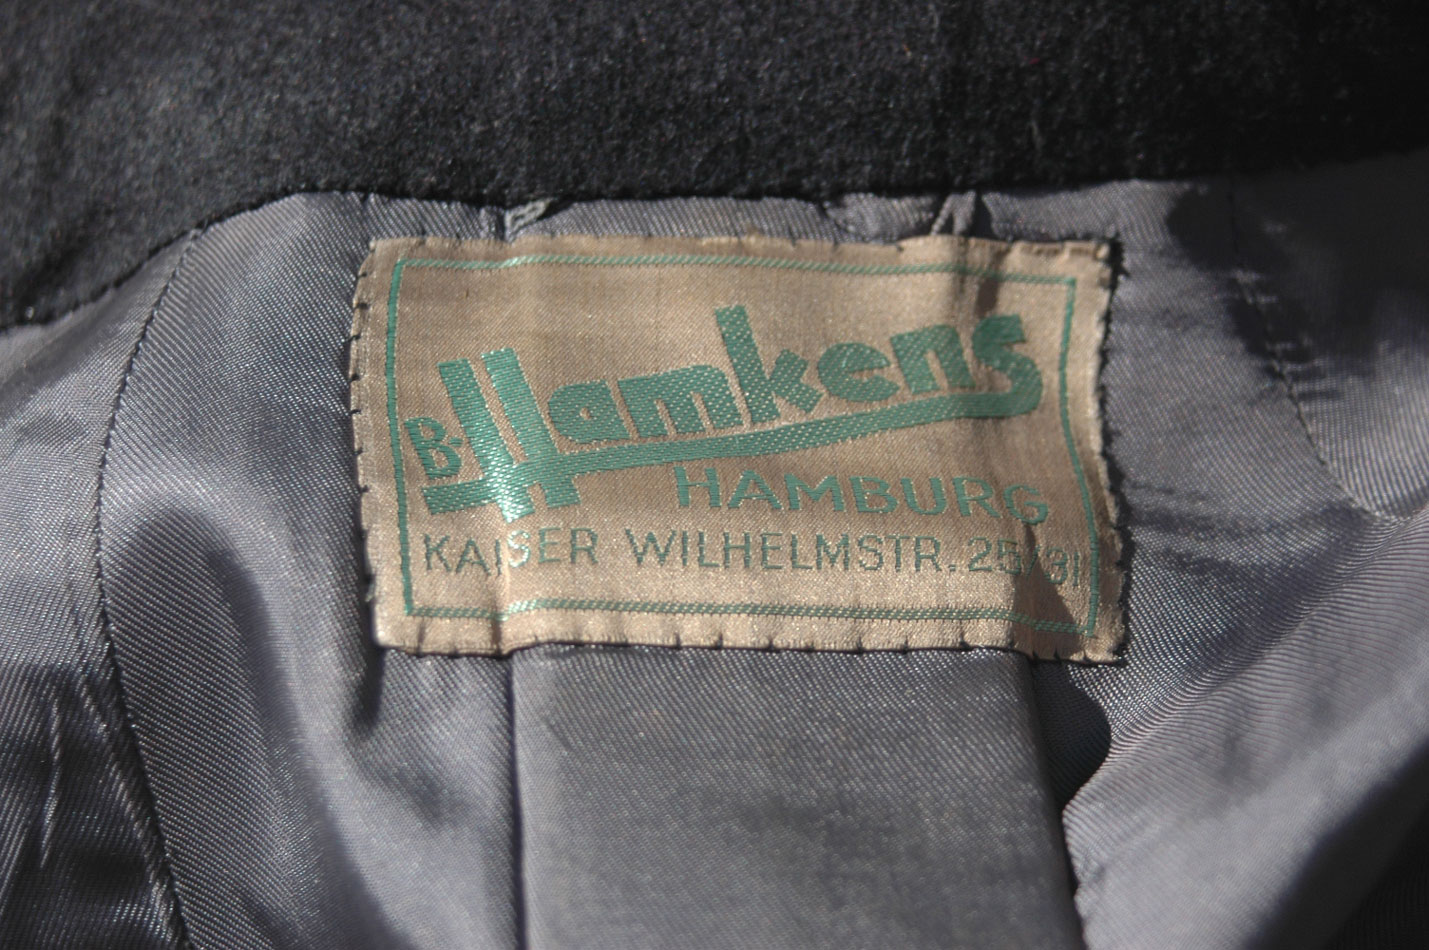 B. Hamkens
HAMBURG
KAISER WILHELMSTR. 25/31